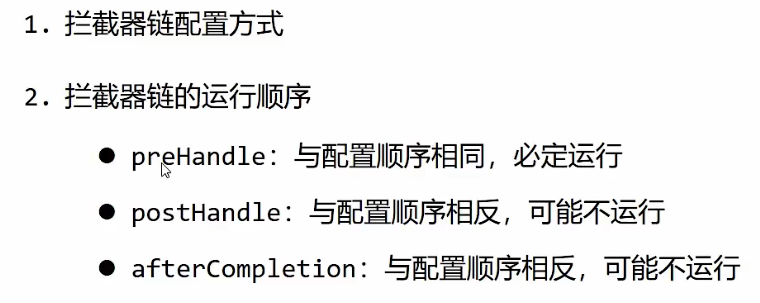 1. 拦截器链配置方式
2. 拦截器链的运行顺序
● preHandle：与配置顺序相同，必定运行
● postHandle：与配置顺序相反，可能不运行
● afterCompletion：与配置顺序相反，可能不运行